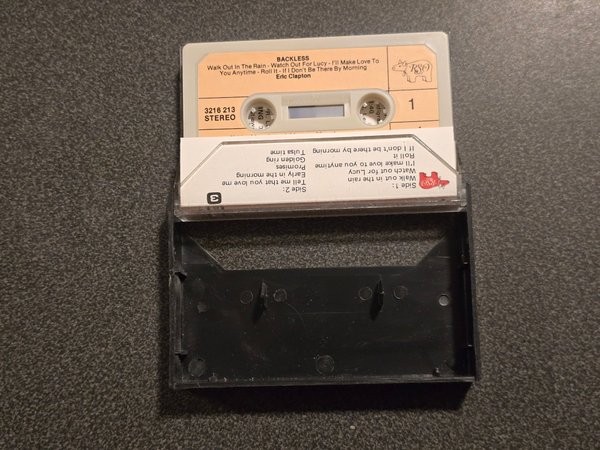 BACKLESS
Walk Out In The Rain - Watch Out For Lucy - I'll Make Love To
You Anytime - Roll It - If I Don't Be There By Morning
Eric Clapton
RSO
3216 213
STEREO
1
Side 1:
Walk out in the rain
Watch out for Lucy
I'll make love to you anytime
Roll it
If I don't be there by morning
Side 2:
Tell me that you love me
Early in the morning
Promises
Golden ring
Tulsa time
3